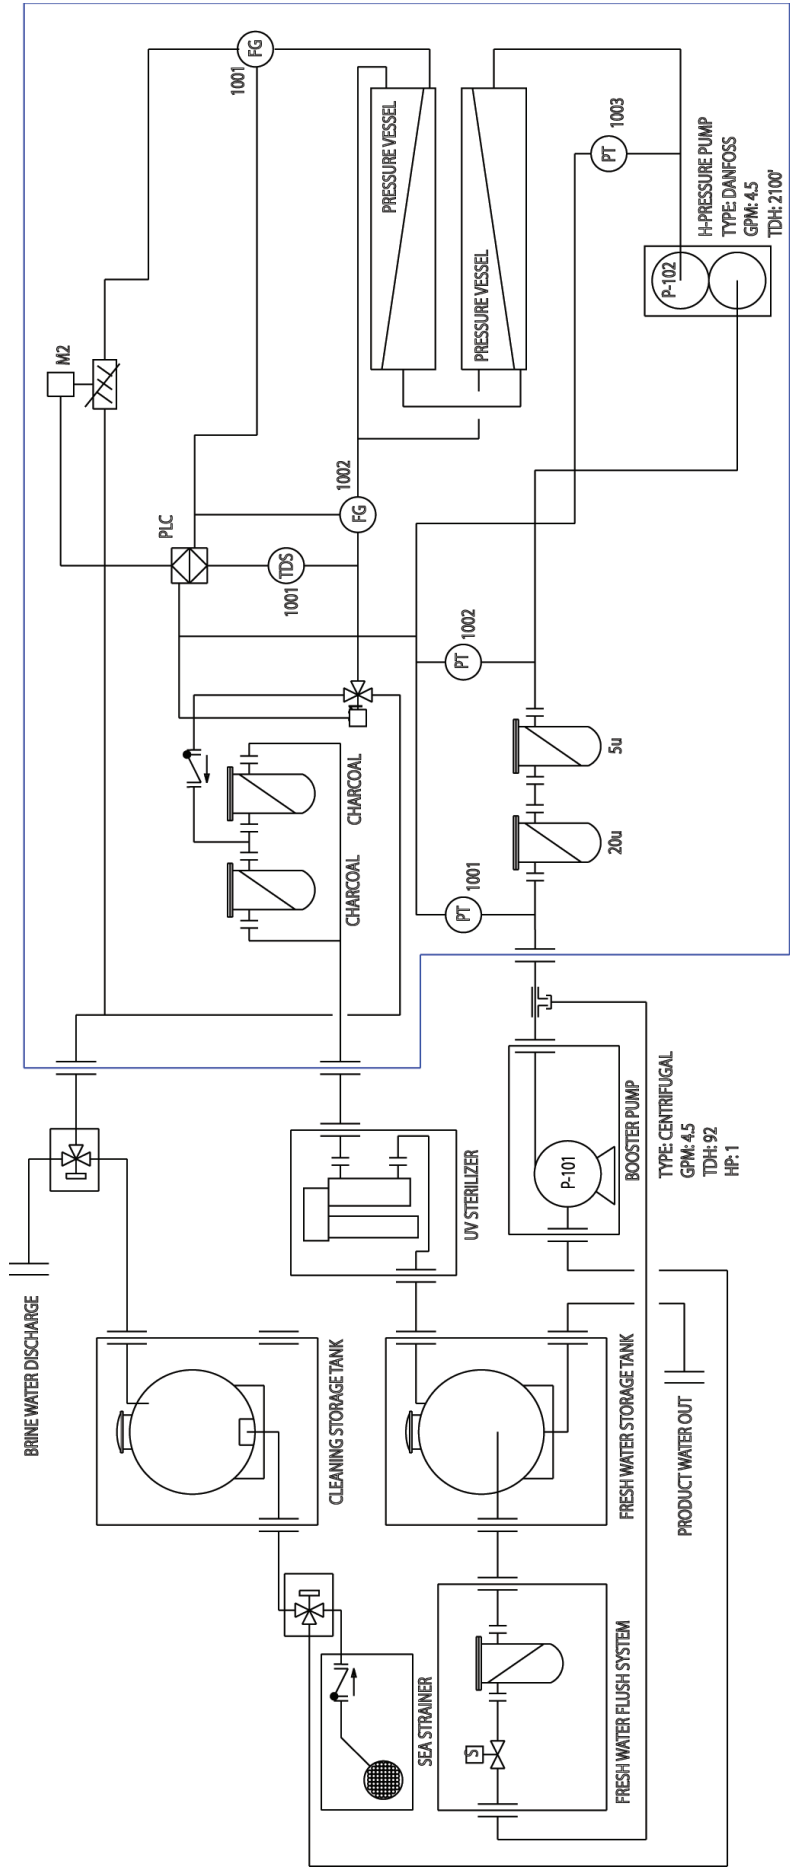 FG
1001
PRESSURE VESSEL
PRESSURE VESSEL
PT
1003
H-PRESSURE PUMP
TYPE: DANFOSS
GPM: 4.5
TDH: 2100'
P-102
M2
PLC
FG
1002
TDS
1001
PT
1002
CHARCOAL
CHARCOAL
5u
20u
PT
1001
BRINE WATER DISCHARGE
UV STERILIZER
P-101
BOOSTER PUMP
TYPE: CENTRIFUGAL
GPM: 4.5
TDH: 92
HP: 1
CLEANING STORAGE TANK
FRESH WATER STORAGE TANK
PRODUCT WATER OUT
SEA STRAINER
S
FRESH WATER FLUSH SYSTEM